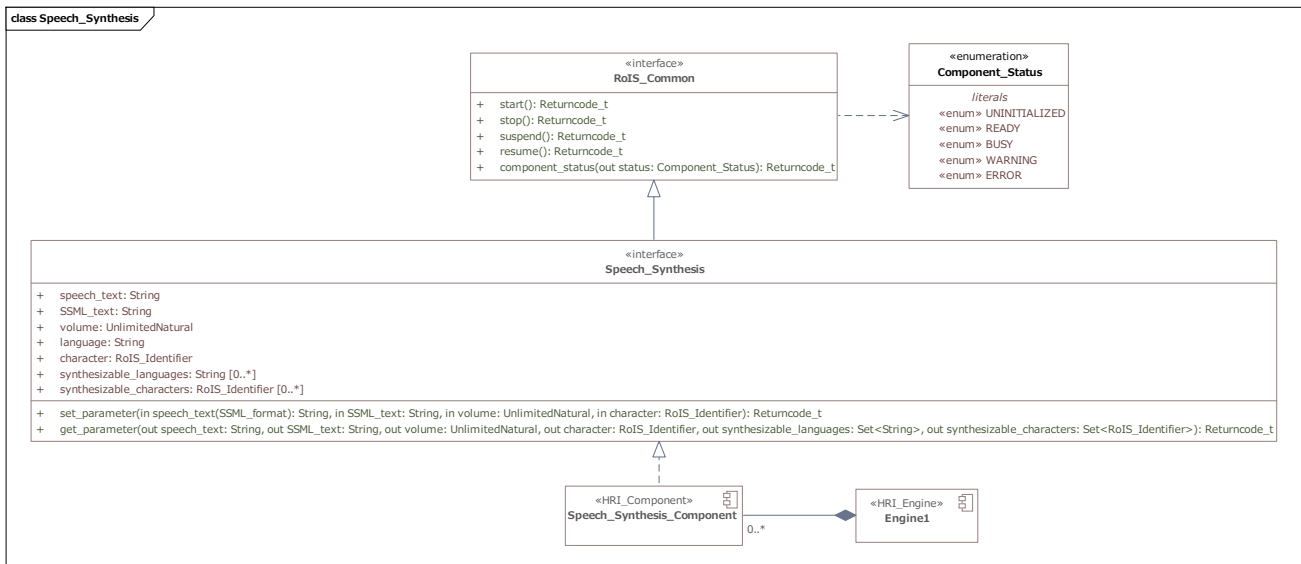 class Speech_Synthesis
«interface»
RoIS_Common
+ start(): Returncode_t
+ stop(): Returncode_t
+ suspend(): Returncode_t
+ resume(): Returncode_t
+ component_status(out status: Component_Status): Returncode_t
«enumeration»
Component_Status
literals
«enum» UNINITIALIZED
«enum» READY
«enum» BUSY
«enum» WARNING
«enum» ERROR
«interface»
Speech_Synthesis
+ speech_text: String
+ SSML_text: String
+ volume: UnlimitedNatural
+ language: String
+ character: RoIS_Identifier
+ synthesizable_languages: String [0..*]
+ synthesizable_characters: RoIS_Identifier [0..*]
+ set_parameter(in speech_text(SSML_format): String, in SSML_text: String, in volume: UnlimitedNatural, in character: RoIS_Identifier): Returncode_t
+ get_parameter(out speech_text: String, out SSML_text: String, out volume: UnlimitedNatural, out character: RoIS_Identifier, out synthesizable_languages: Set<String>, out synthesizable_characters: Set<RoIS_Identifier>): Returncode_t
«HRI_Component»
Speech_Synthesis_Component
0..*
«HRI_Engine»
Engine1